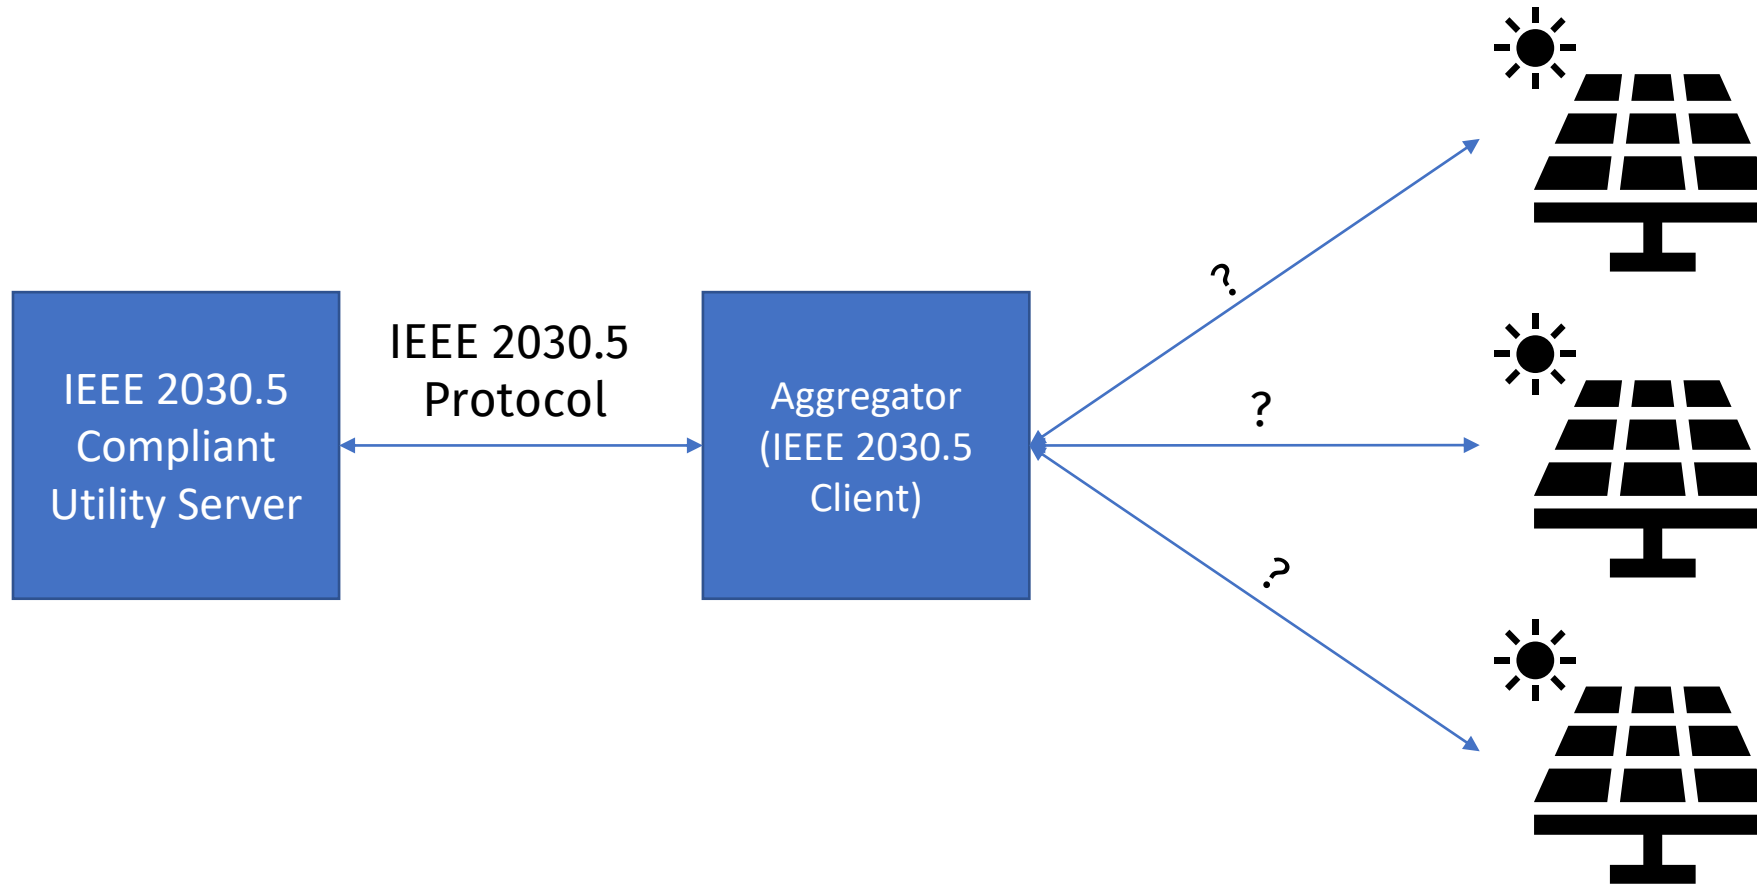 IEEE 2030.5
Compliant
Utility Server
IEEE 2030.5
Protocol
Aggregator
(IEEE 2030.5
Client)
?
?
?